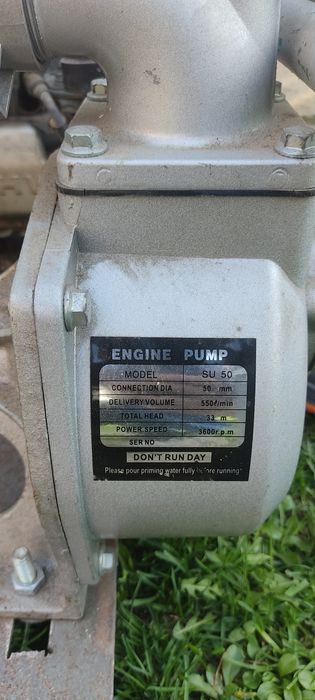 ENGINE PUMP
MODEL SU 50
CONNECTION DIA 50 mm
DELIVERY VOLUME 550ℓ/min
TOTAL HEAD 33 m
POWER.SPEED 3600r.p.m
SER NO
DON'T RUN DAY
Please pour priming water fully before running